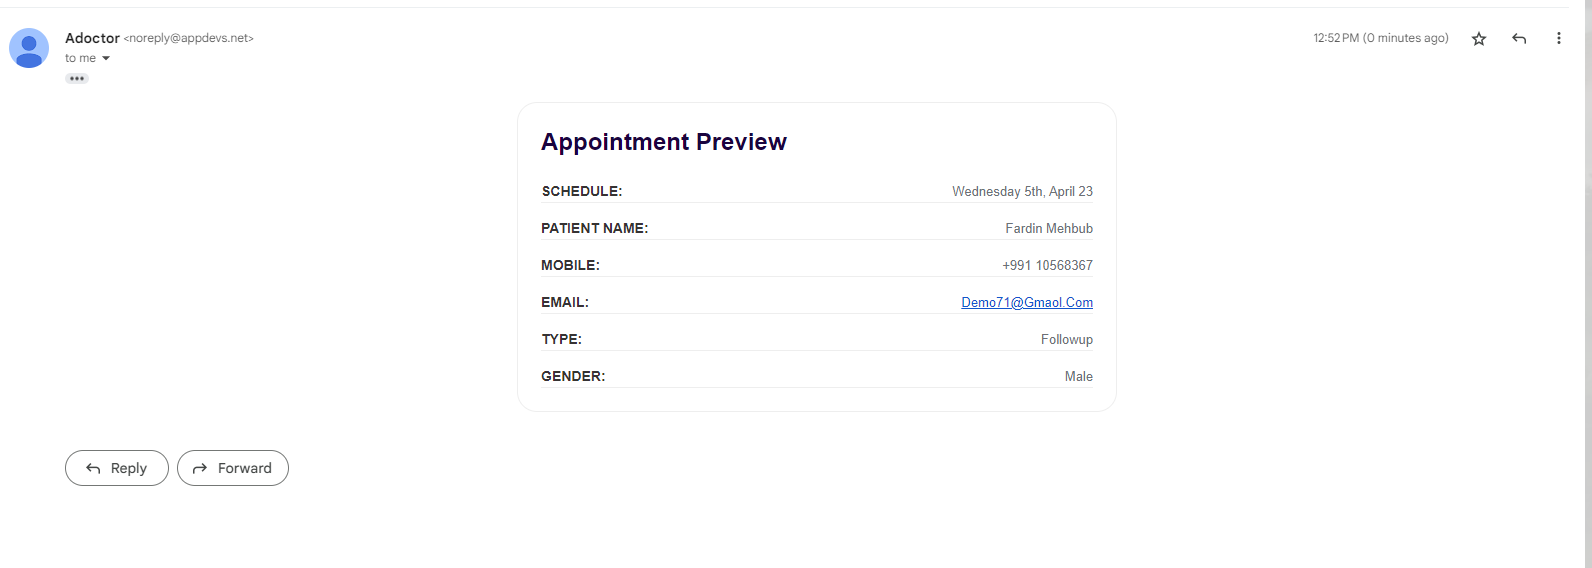 Adoctor <noreply@appdevs.net> 12:52 PM (0 minutes ago)
to me
Appointment Preview
SCHEDULE: Wednesday 5th, April 23
PATIENT NAME: Fardin Mehbub
MOBILE: +991 10568367
EMAIL: Demo71@Gmaol.Com
TYPE: Followup
GENDER: Male
Reply Forward